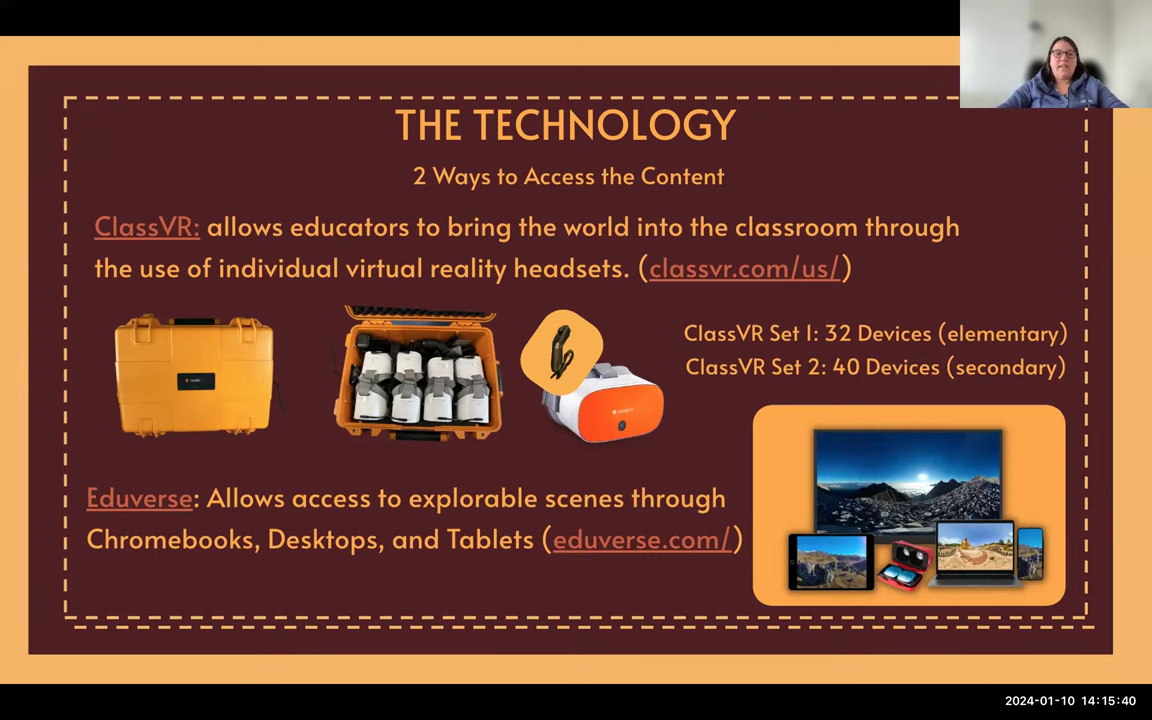 THE TECHNOLOGY
2 Ways to Access the Content
ClassVR: allows educators to bring the world into the classroom through
the use of individual virtual reality headsets. (classvr.com/us/)
ClassVR Set 1: 32 Devices (elementary)
ClassVR Set 2: 40 Devices (secondary)
Eduverse: Allows access to explorable scenes through
Chromebooks, Desktops, and Tablets (eduverse.com/)
2024-01-10 14:15:40